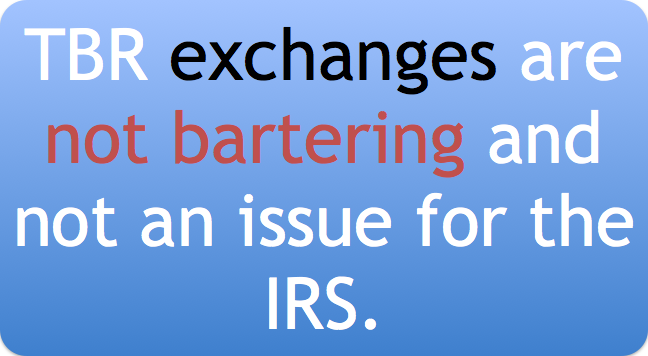 TBR exchanges are
not bartering and
not an issue for the
IRS.